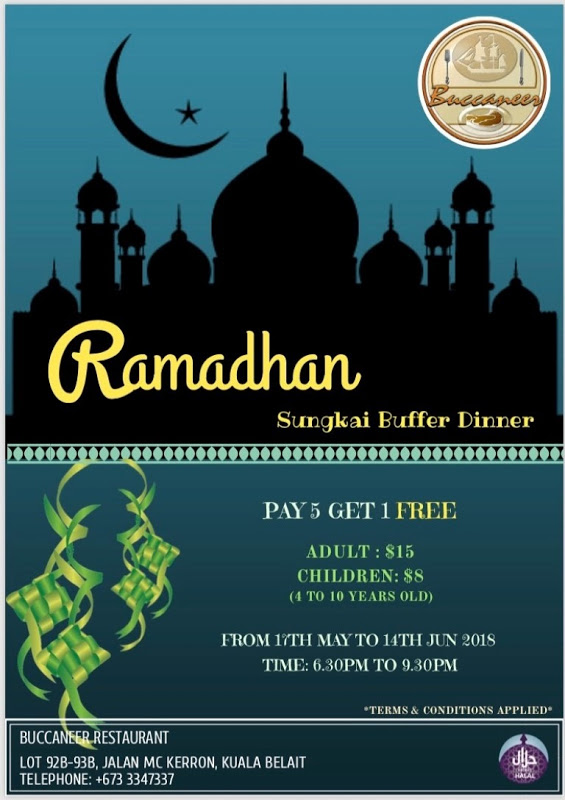 Buccaneer
Ramadhan
Sungkai Buffer Dinner
PAY 5 GET 1 FREE
ADULT : $15
CHILDREN: $8
(4 TO 10 YEARS OLD)
FROM 17TH MAY TO 14TH JUN 2018
TIME: 6.30PM TO 9.30PM
*TERMS & CONDITIONS APPLIED*
BUCCANEER RESTAURANT
LOT 92B-93B, JALAN MC KERRON, KUALA BELAIT
TELEPHONE: +673 3347337
حلال
HALAL